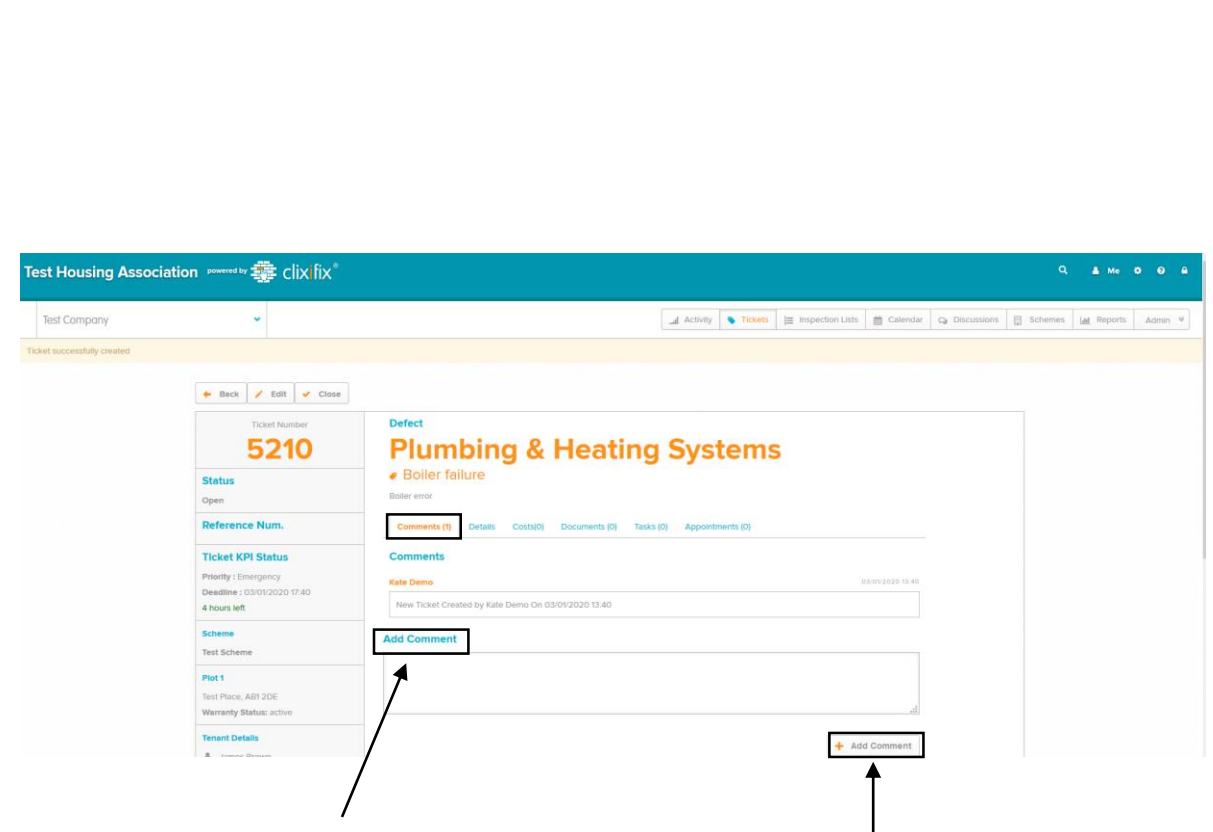 Test Housing Association powered by clixifix®
Me
Test Company
Activity Tickets Inspection Lists Calendar Discussions Schemes Reports Admin
Ticket successfully created
Back Edit Close
Ticket Number
5210
Status
Open
Reference Num.
Ticket KPI Status
Priority : Emergency
Deadline : 03/01/2020 17:40
4 hours left
Scheme
Test Scheme
Plot 1
Test Place, AB1 2DE
Warranty Status: active
Tenant Details
James Brown
Defect
Plumbing & Heating Systems
Boiler failure
Boiler error
Comments (1) Details Costs(0) Documents (0) Tasks (0) Appointments (0)
Comments
Kate Demo 03/01/2020 13:40
New Ticket Created by Kate Demo On 03/01/2020 13:40
Add Comment
Add Comment